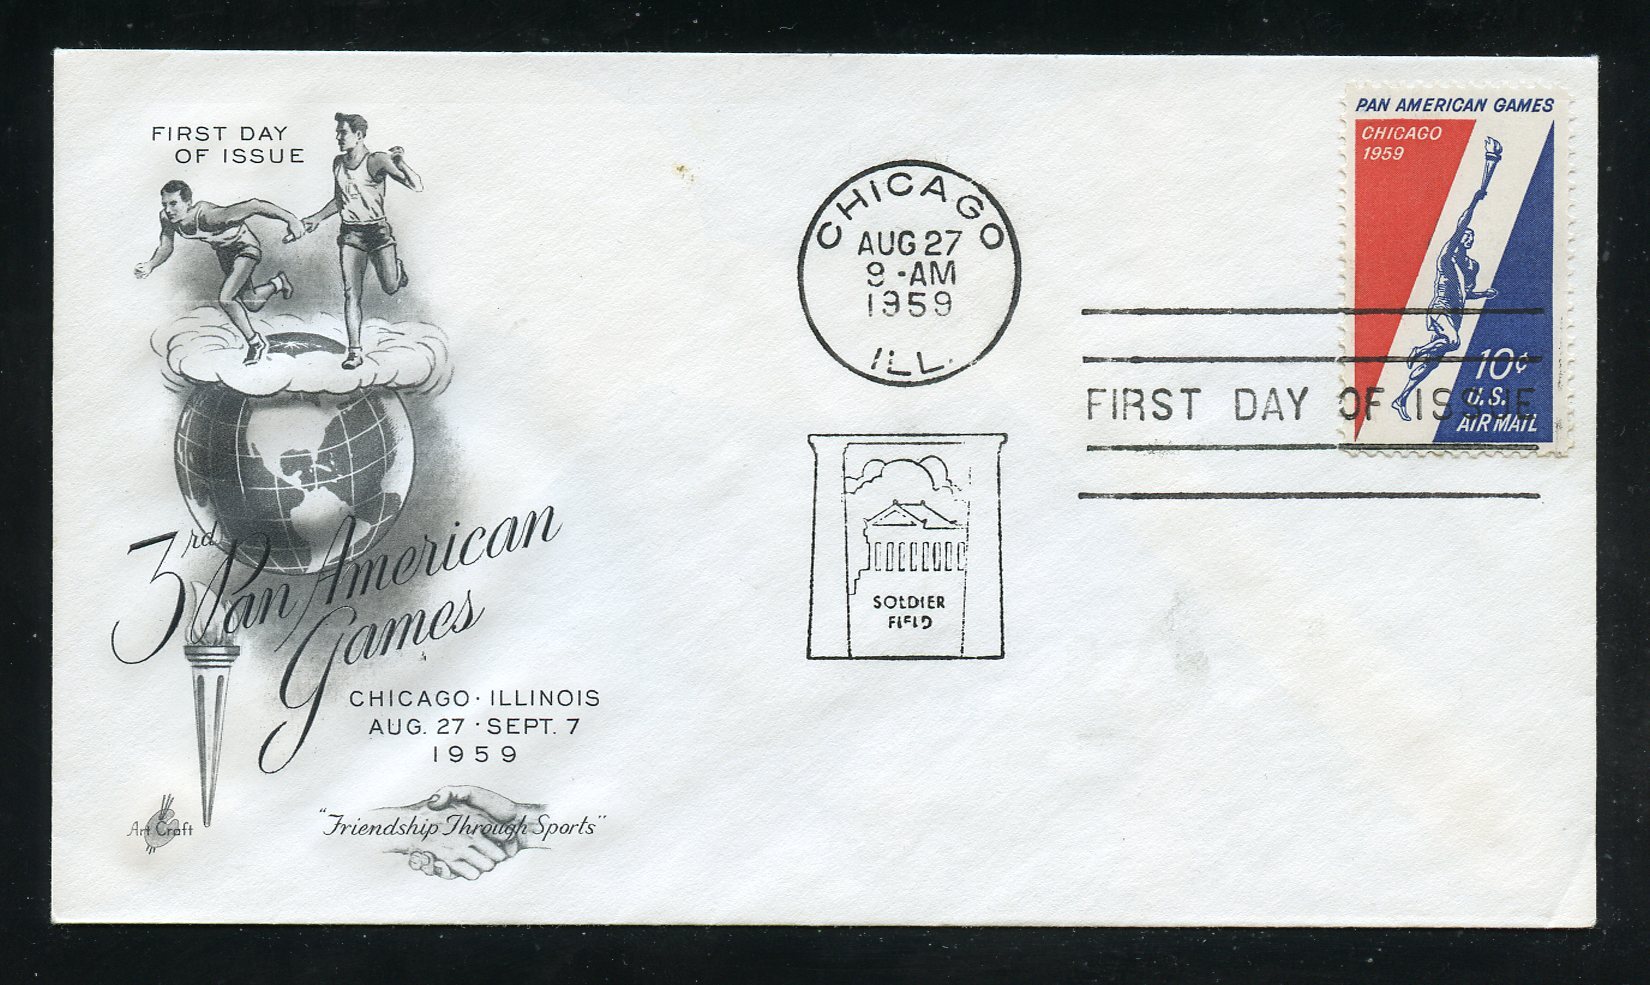 FIRST DAY
OF ISSUE
3rd Pan American
Games
CHICAGO · ILLINOIS
AUG. 27 · SEPT. 7
1959
"Friendship Through Sports"
Art Craft
CHICAGO
AUG 27
9 - AM
1959
ILL.
SOLDIER
FIELD
FIRST DAY OF ISSUE
PAN AMERICAN GAMES
CHICAGO
1959
10¢
U.S.
AIR MAIL